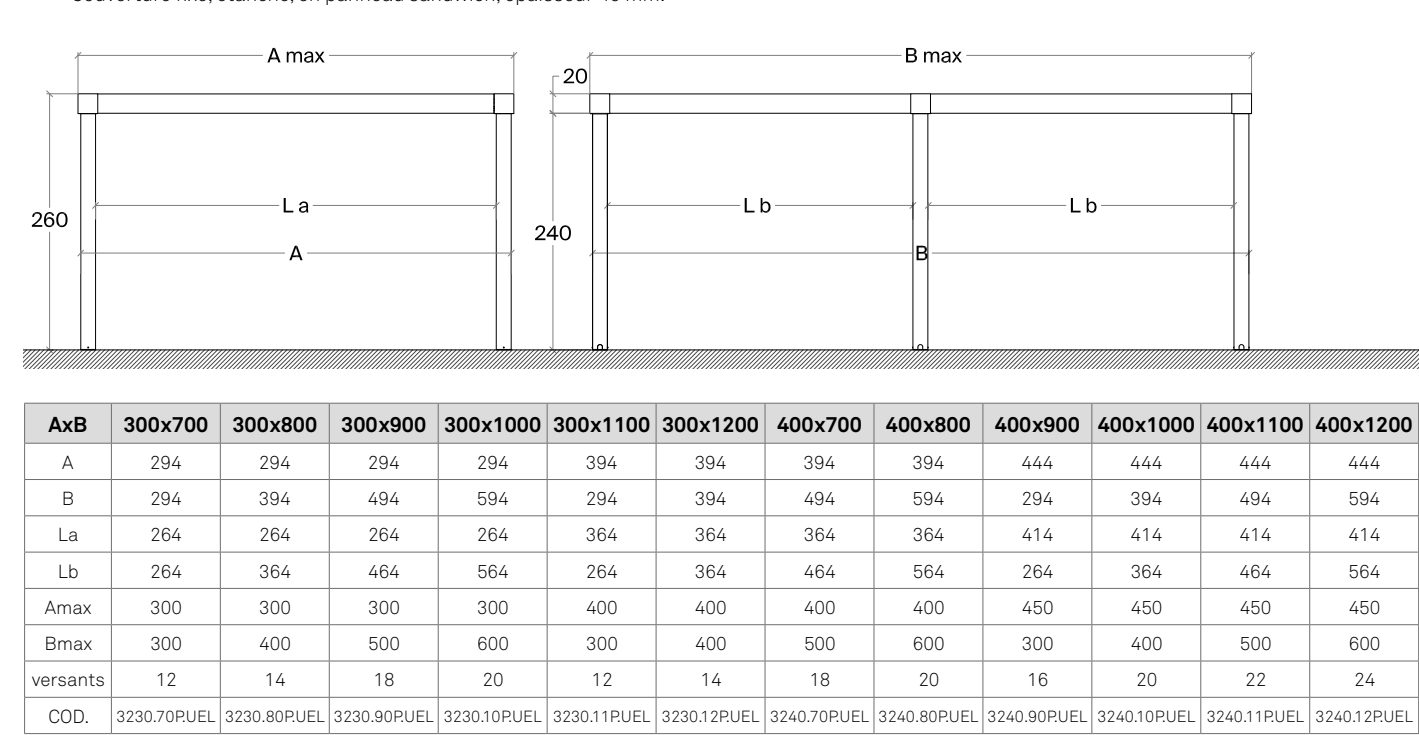 A max
B max
20
260
L a
L b
L b
240
A
B
AxB 300x700 300x800 300x900 300x1000 300x1100 300x1200 400x700 400x800 400x900 400x1000 400x1100 400x1200
A 294 294 294 294 394 394 394 394 444 444 444 444
B 294 394 494 594 294 394 494 594 294 394 494 594
La 264 264 264 264 364 364 364 364 414 414 414 414
Lb 264 364 464 564 264 364 464 564 264 364 464 564
Amax 300 300 300 300 400 400 400 400 450 450 450 450
Bmax 300 400 500 600 300 400 500 600 300 400 500 600
versants 12 14 18 20 12 14 18 20 16 20 22 24
COD. 3230.70P.UEL 3230.80P.UEL 3230.90P.UEL 3230.10P.UEL 3230.11P.UEL 3230.12P.UEL 3240.70P.UEL 3240.80P.UEL 3240.90P.UEL 3240.10P.UEL 3240.11P.UEL 3240.12P.UEL